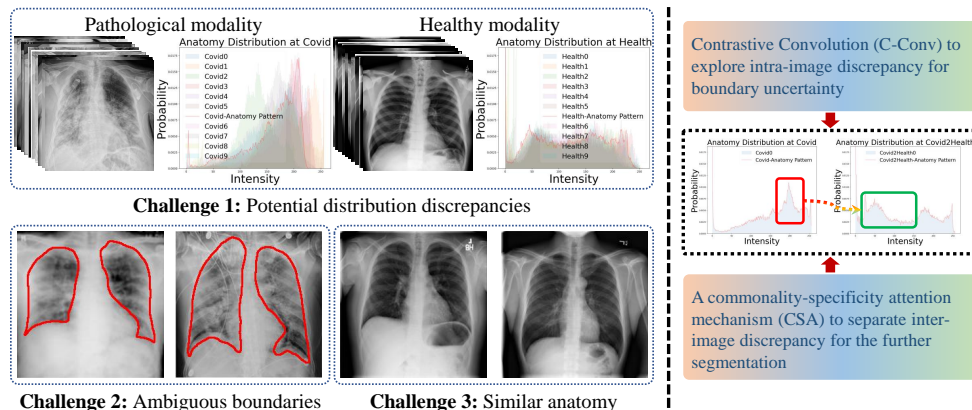 Pathological modality
Healthy modality
Anatomy Distribution at Covid
Probability
Covid0
Covid1
Covid2
Covid3
Covid4
Covid5
Covid-Anatomy Pattern
Covid6
Covid7
Covid8
Covid9
Intensity
Anatomy Distribution at Health
Probability
Health0
Health1
Health2
Health3
Health4
Health5
Health-Anatomy Pattern
Health6
Health7
Health8
Health9
Intensity
Challenge 1: Potential distribution discrepancies
Challenge 2: Ambiguous boundaries
Challenge 3: Similar anatomy
Contrastive Convolution (C-Conv) to
explore intra-image discrepancy for
boundary uncertainty
Anatomy Distribution at Covid
Probability
Covid0
Covid-Anatomy Pattern
Intensity
Anatomy Distribution at Covid2Health
Probability
Covid2Health0
Covid2Health-Anatomy Pattern
Intensity
A commonality-specificity attention
mechanism (CSA) to separate inter-
image discrepancy for the further
segmentation